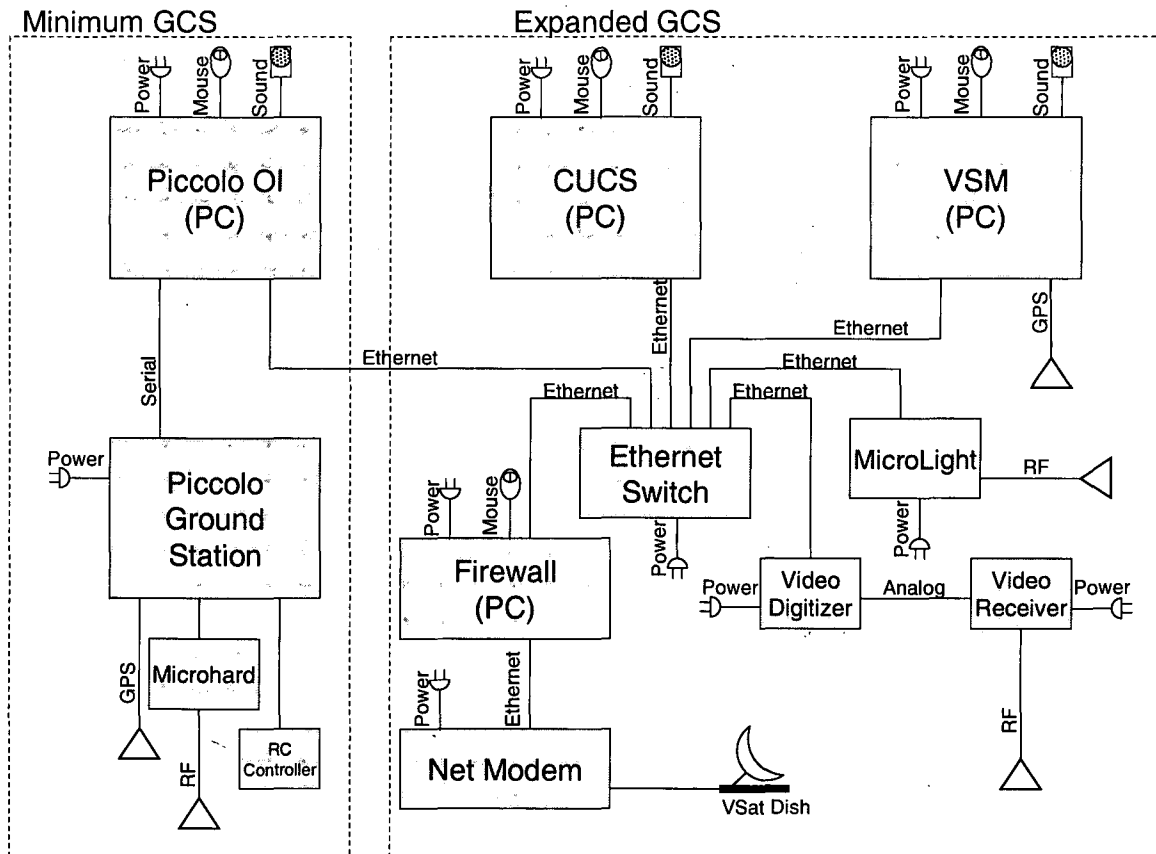 Minimum GCS
Expanded GCS
Power
Mouse
Sound
Power
Mouse
Sound
Power
Mouse
Sound
Piccolo OI
(PC)
CUCS
(PC)
VSM
(PC)
Serial
Ethernet
Ethernet
Ethernet
GPS
Ethernet
Ethernet
Ethernet
Power
Piccolo
Ground
Station
Ethernet
Switch
MicroLight
RF
Power
Mouse
Power
Power
Firewall
(PC)
Power
Video
Digitizer
Analog
Video
Receiver
Power
GPS
Microhard
RF
RC
Controller
Power
Ethernet
Net Modem
VSat Dish
RF